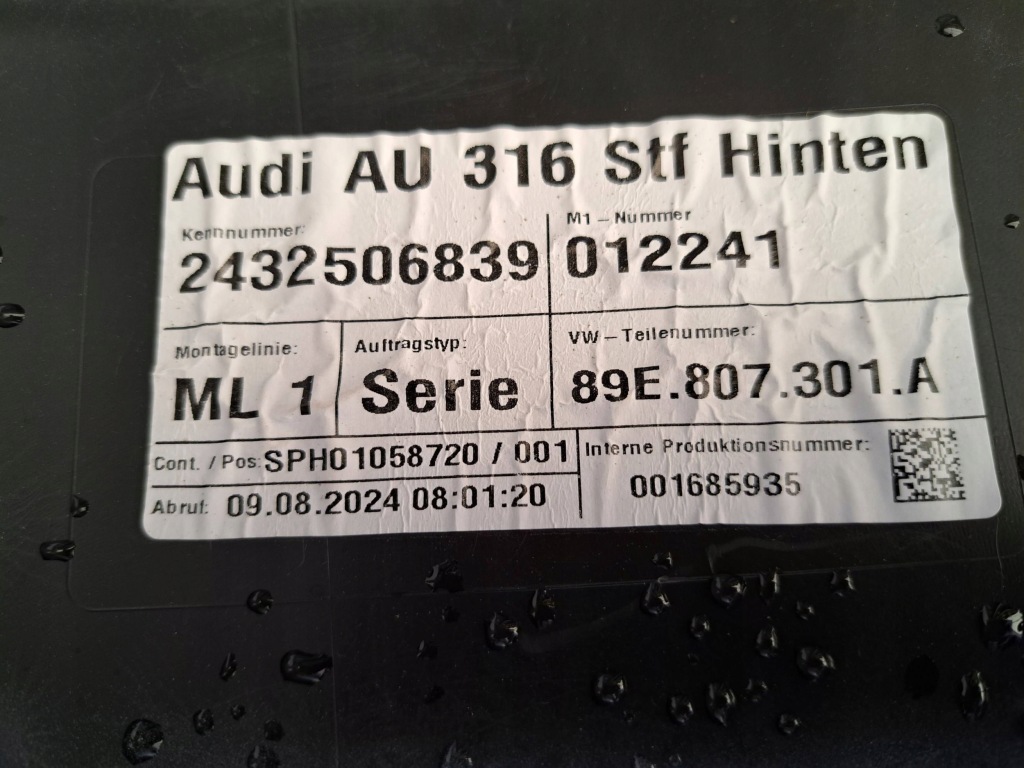 Audi AU 316 Stf Hinten
Kennnummer:
2432506839
M1-Nummer
012241
Montagelinie:
ML 1
Auftragstyp:
Serie
VW-Teilenummer:
89E.807.301.A
Cont. / Pos: SPH01058720 / 001
Abruf: 09.08.2024 08:01:20
Interne Produktionsnummer:
001685935